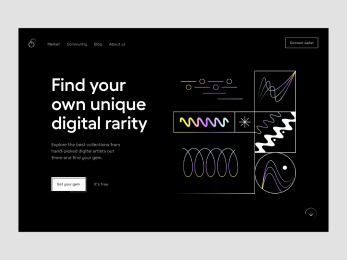 Market Community Blog About us
Connect wallet
Find your
own unique
digital rarity
Explore the best collections from
hand-picked digital artists out
there and find your gem.
Get your gem It's free